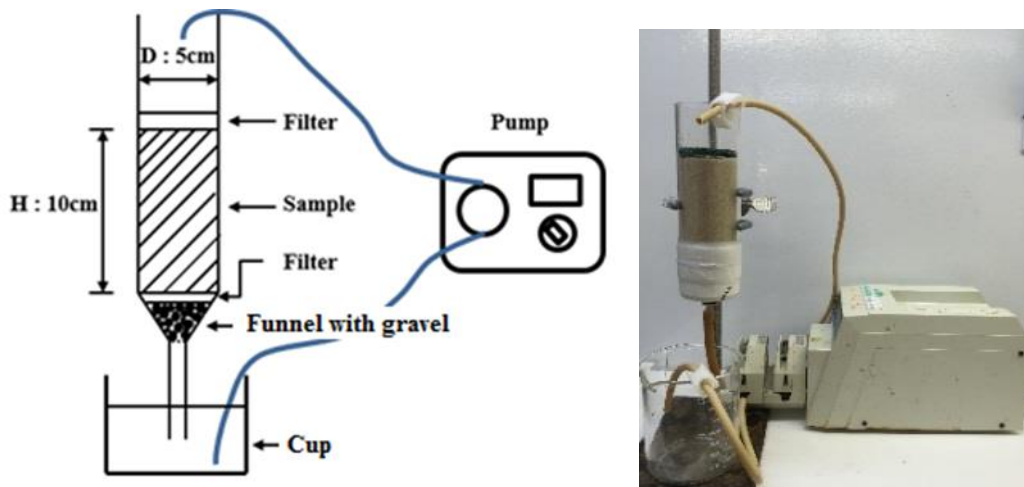 D : 5cm
Filter
Pump
H : 10cm
Sample
Filter
Funnel with gravel
Cup